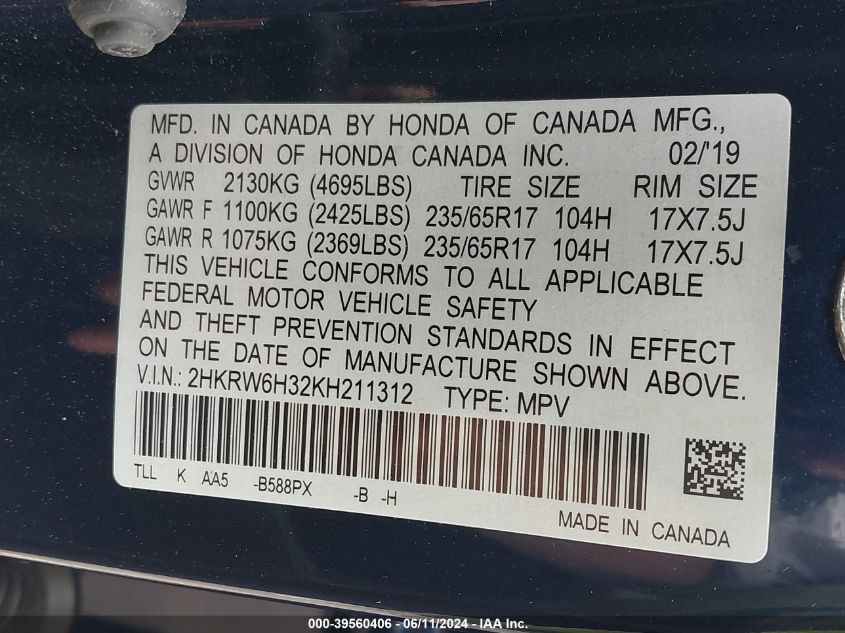 MFD. IN CANADA BY HONDA OF CANADA MFG.,
A DIVISION OF HONDA CANADA INC. 02/'19
GVWR 2130KG (4695LBS) TIRE SIZE RIM SIZE
GAWR F 1100KG (2425LBS) 235/65R17 104H 17X7.5J
GAWR R 1075KG (2369LBS) 235/65R17 104H 17X7.5J
THIS VEHICLE CONFORMS TO ALL APPLICABLE
FEDERAL MOTOR VEHICLE SAFETY
AND THEFT PREVENTION STANDARDS IN EFFECT
ON THE DATE OF MANUFACTURE SHOWN ABOVE.
V.I.N.: 2HKRW6H32KH211312 TYPE: MPV
TLL K AA5 -B588PX -B -H
MADE IN CANADA
000-39560406 - 06/11/2024 - IAA Inc.